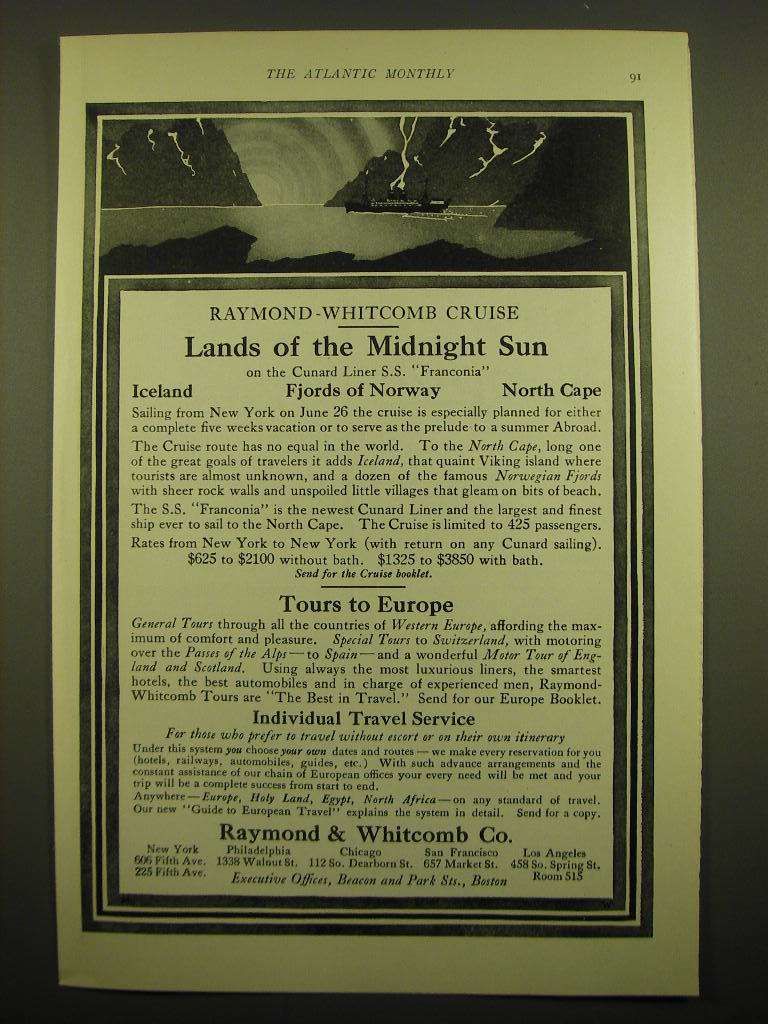 THE ATLANTIC MONTHLY 91
RAYMOND-WHITCOMB CRUISE
Lands of the Midnight Sun
on the Cunard Liner S.S. "Franconia"
Iceland Fjords of Norway North Cape
Sailing from New York on June 26 the cruise is especially planned for either
a complete five weeks vacation or to serve as the prelude to a summer Abroad.
The Cruise route has no equal in the world. To the North Cape, long one
of the great goals of travelers it adds Iceland, that quaint Viking island where
tourists are almost unknown, and a dozen of the famous Norwegian Fjords
with sheer rock walls and unspoiled little villages that gleam on bits of beach.
The S.S. "Franconia" is the newest Cunard Liner and the largest and finest
ship ever to sail to the North Cape. The Cruise is limited to 425 passengers.
Rates from New York to New York (with return on any Cunard sailing).
$625 to $2100 without bath. $1325 to $3850 with bath.
Send for the Cruise booklet.
Tours to Europe
General Tours through all the countries of Western Europe, affording the max-
imum of comfort and pleasure. Special Tours to Switzerland, with motoring
over the Passes of the Alps—to Spain—and a wonderful Motor Tour of Eng-
land and Scotland. Using always the most luxurious liners, the smartest
hotels, the best automobiles and in charge of experienced men, Raymond-
Whitcomb Tours are "The Best in Travel." Send for our Europe Booklet.
Individual Travel Service
For those who prefer to travel without escort or on their own itinerary
Under this system you choose your own dates and routes — we make every reservation for you
(hotels, railways, automobiles, guides, etc.) With such advance arrangements and the
constant assistance of our chain of European offices your every need will be met and your
trip will be a complete success from start to end.
Anywhere—Europe, Holy Land, Egypt, North Africa—on any standard of travel.
Our new "Guide to European Travel" explains the system in detail. Send for a copy.
Raymond & Whitcomb Co.
New York Philadelphia Chicago San Francisco Los Angeles
606 Fifth Ave. 1338 Walnut St. 112 So. Dearborn St. 657 Market St. 458 So. Spring St.
225 Fifth Ave. Executive Offices, Beacon and Park Sts., Boston Room 515